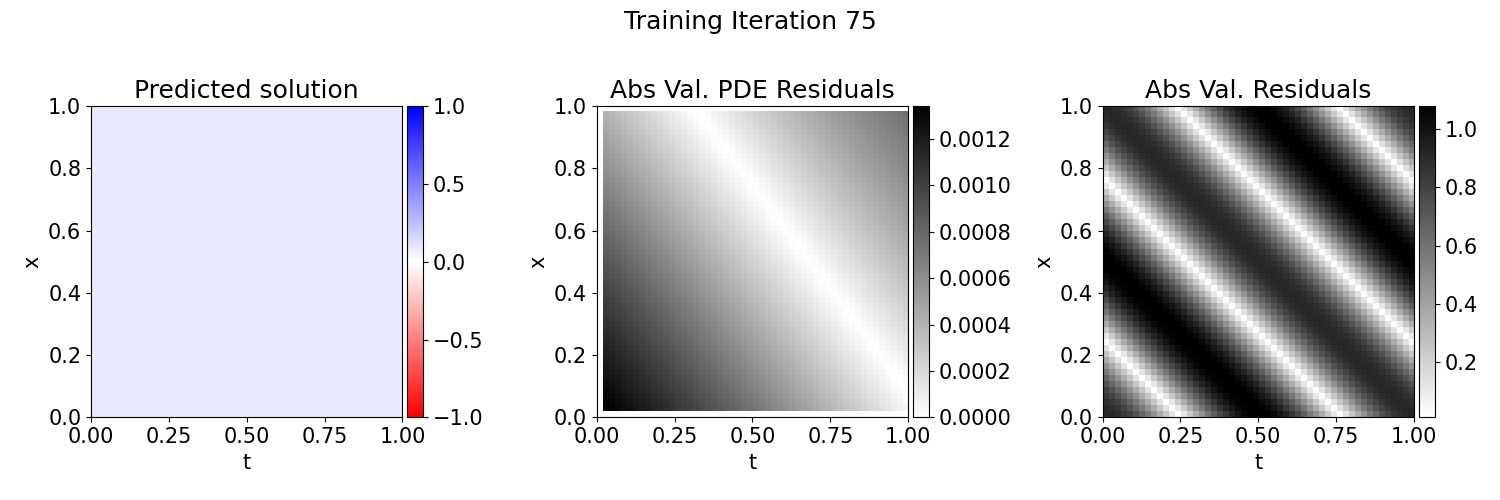 Training Iteration 75
Predicted solution
1.0
0.8
0.6
0.4
0.2
0.0
x
0.00 0.25 0.50 0.75 1.00
t
1.0
0.5
0.0
−0.5
−1.0
Abs Val. PDE Residuals
1.0
0.8
0.6
0.4
0.2
0.0
x
0.00 0.25 0.50 0.75 1.00
t
0.0012
0.0010
0.0008
0.0006
0.0004
0.0002
0.0000
Abs Val. Residuals
1.0
0.8
0.6
0.4
0.2
0.0
x
0.00 0.25 0.50 0.75 1.00
t
1.0
0.8
0.6
0.4
0.2